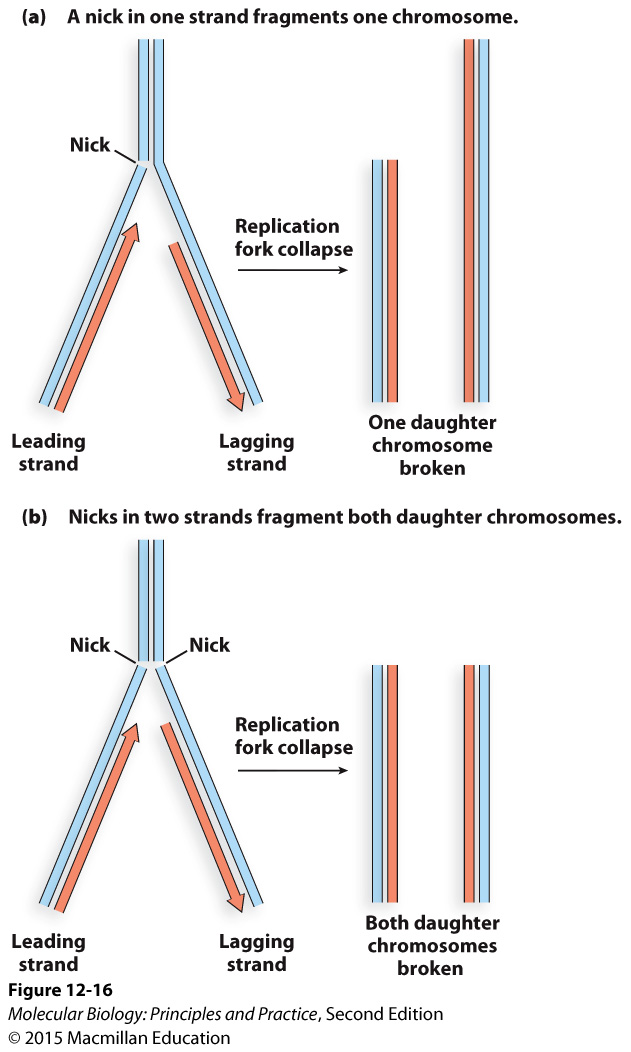 (a) A nick in one strand fragments one chromosome.
Nick
Replication
fork collapse
Leading
strand
Lagging
strand
One daughter
chromosome
broken
(b) Nicks in two strands fragment both daughter chromosomes.
Nick
Nick
Replication
fork collapse
Leading
strand
Lagging
strand
Both daughter
chromosomes
broken
Figure 12-16
Molecular Biology: Principles and Practice, Second Edition
© 2015 Macmillan Education